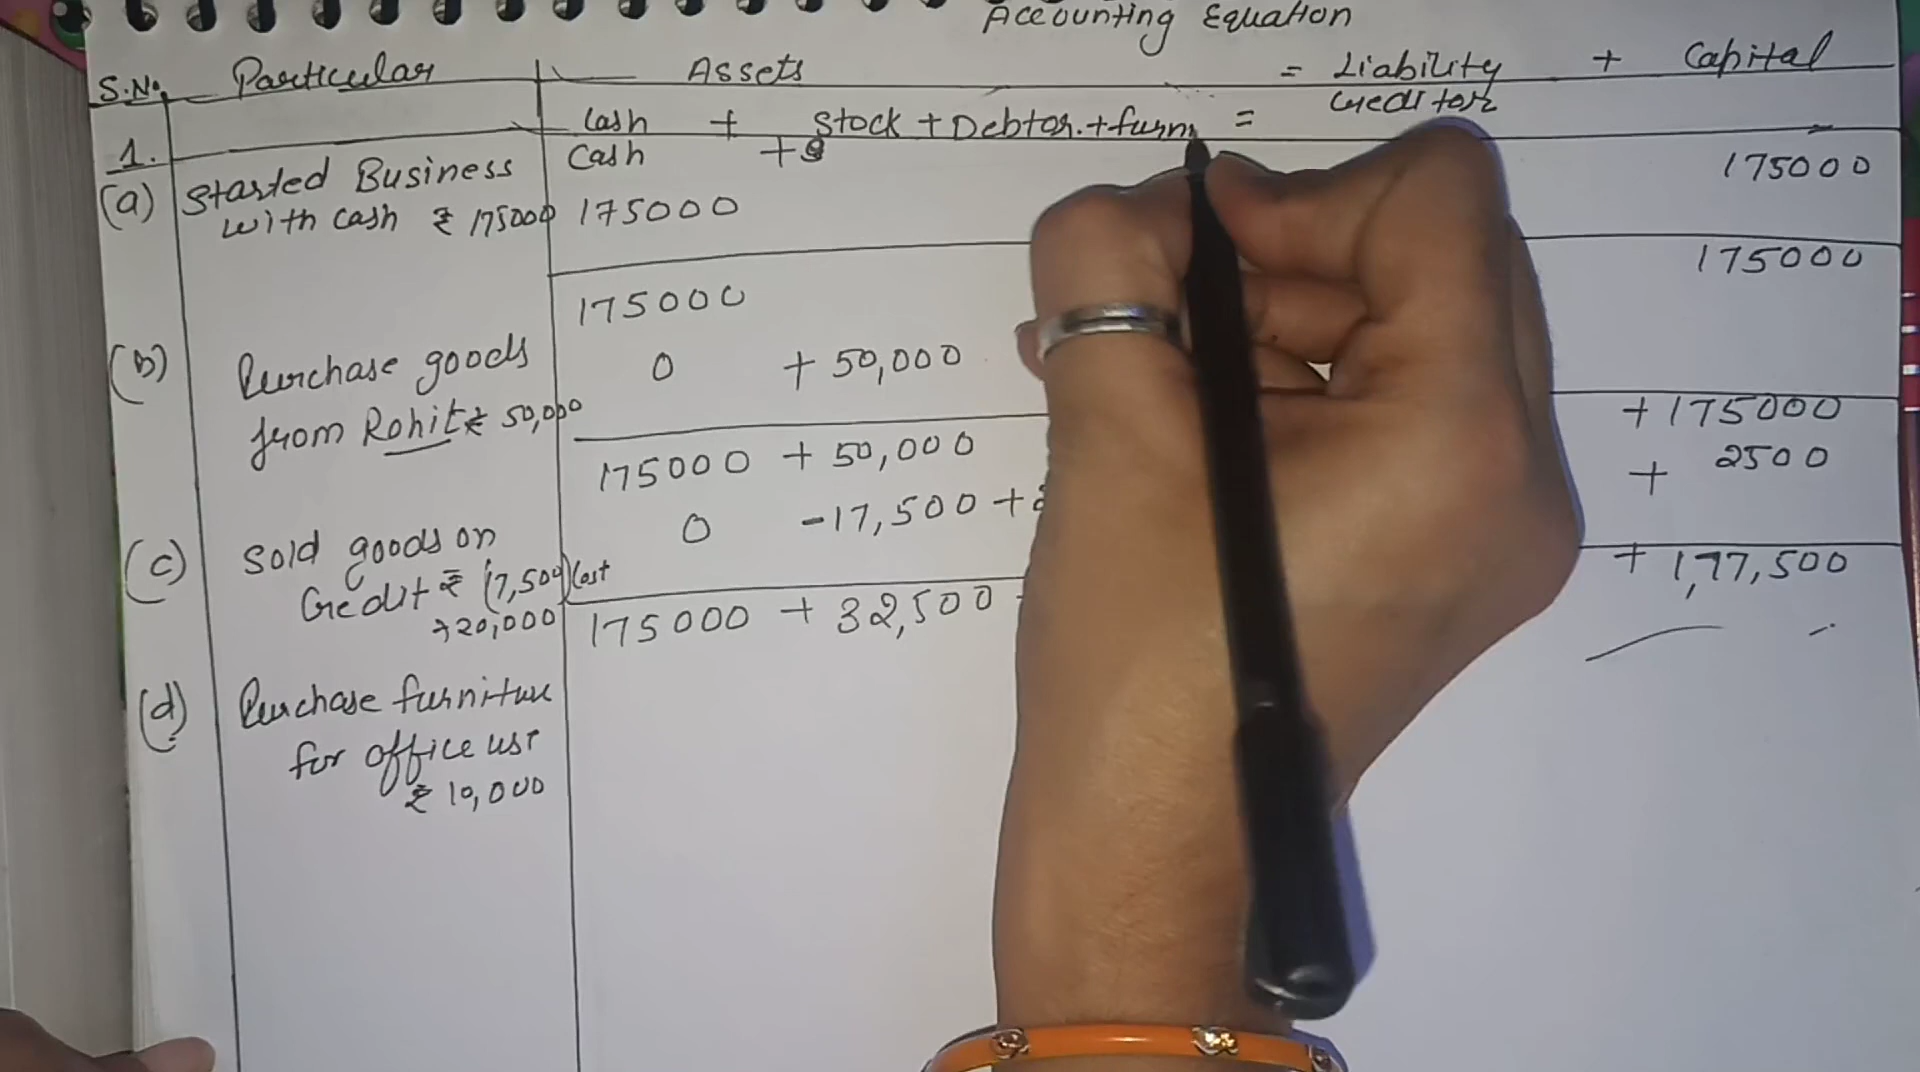 Accounting Equation
S.No. Particular Assets = Liability + Capital
Cash + Stock + Debtor. + furni = Creditor
1. Cash +
(a) Started Business 175000
with cash ₹ 175000 175000
175000 175000
(b) Purchase goods 0 + 50,000
from Rohit ₹ 50,000 + 175000
175000 + 50,000 + 2500
(c) Sold goods on 0 - 17,500 +
Credit ₹ (17,500) Cost + 1,77,500
→ 20,000 175000 + 32,500
(d) Purchase furniture
for office use
₹ 10,000